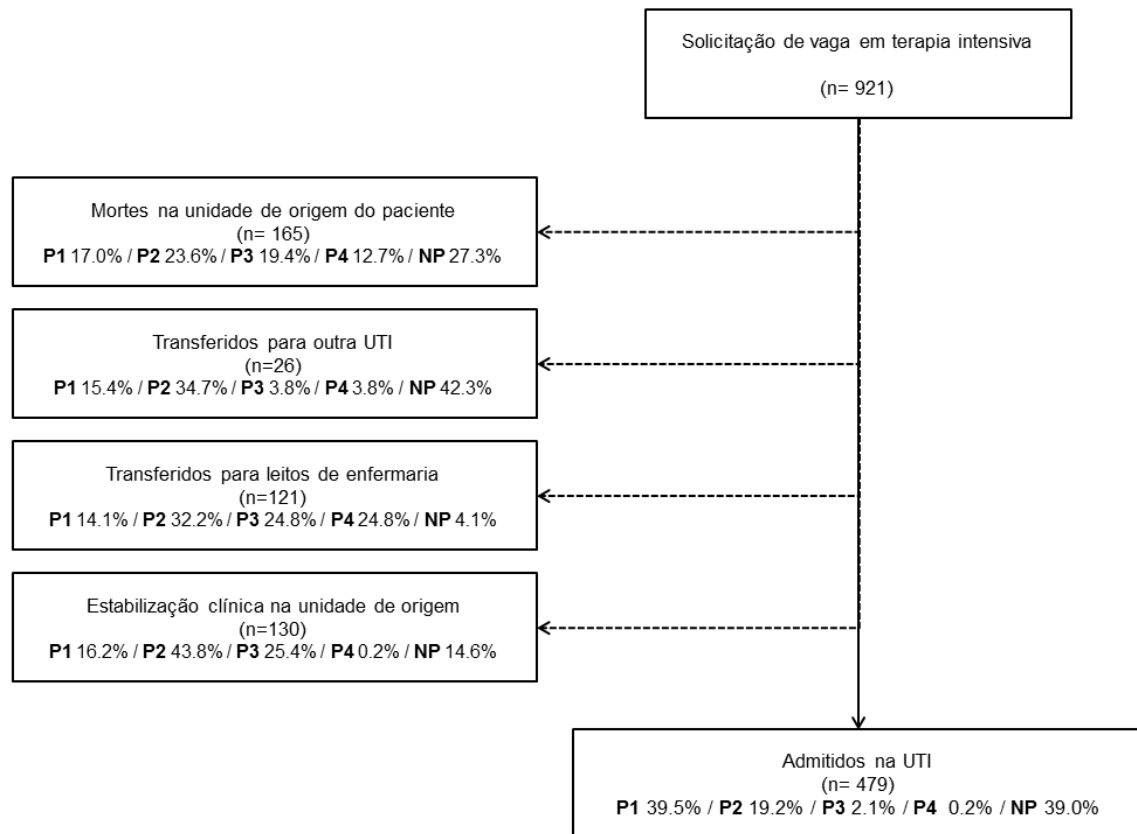 Solicitação de vaga em terapia intensiva
(n= 921)
Mortes na unidade de origem do paciente
(n= 165)
P1 17.0% / P2 23.6% / P3 19.4% / P4 12.7% / NP 27.3%
Transferidos para outra UTI
(n=26)
P1 15.4% / P2 34.7% / P3 3.8% / P4 3.8% / NP 42.3%
Transferidos para leitos de enfermaria
(n=121)
P1 14.1% / P2 32.2% / P3 24.8% / P4 24.8% / NP 4.1%
Estabilização clínica na unidade de origem
(n=130)
P1 16.2% / P2 43.8% / P3 25.4% / P4 0.2% / NP 14.6%
Admitidos na UTI
(n= 479)
P1 39.5% / P2 19.2% / P3 2.1% / P4 0.2% / NP 39.0%